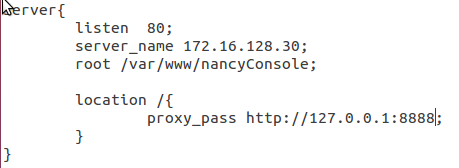 server{
listen  80;
server_name 172.16.128.30;
root /var/www/nancyConsole;
location /{
proxy_pass http://127.0.0.1:8888;
}
}